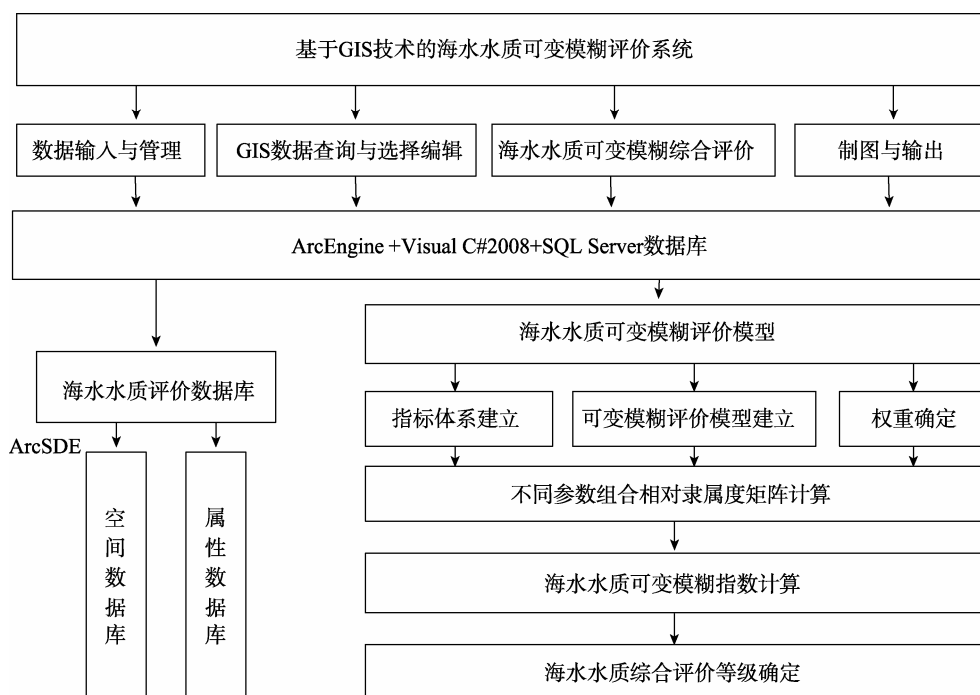 基于GIS技术的海水水质可变模糊评价系统
数据输入与管理
GIS数据查询与选择编辑
海水水质可变模糊综合评价
制图与输出
ArcEngine +Visual C#2008+SQL Server数据库
海水水质可变模糊评价模型
海水水质评价数据库
指标体系建立
可变模糊评价模型建立
权重确定
ArcSDE
空间数据库
属性数据库
不同参数组合相对隶属度矩阵计算
海水水质可变模糊指数计算
海水水质综合评价等级确定